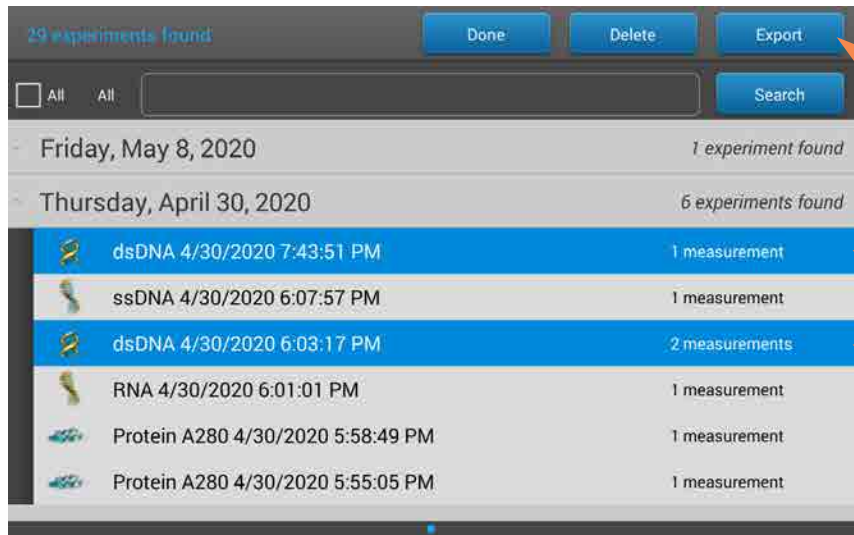 29 experiments found Done Delete Export
All All Search
Friday, May 8, 2020 1 experiment found
Thursday, April 30, 2020 6 experiments found
dsDNA 4/30/2020 7:43:51 PM 1 measurement
ssDNA 4/30/2020 6:07:57 PM 1 measurement
dsDNA 4/30/2020 6:03:17 PM 2 measurements
RNA 4/30/2020 6:01:01 PM 1 measurement
Protein A280 4/30/2020 5:58:49 PM 1 measurement
Protein A280 4/30/2020 5:55:05 PM 1 measurement